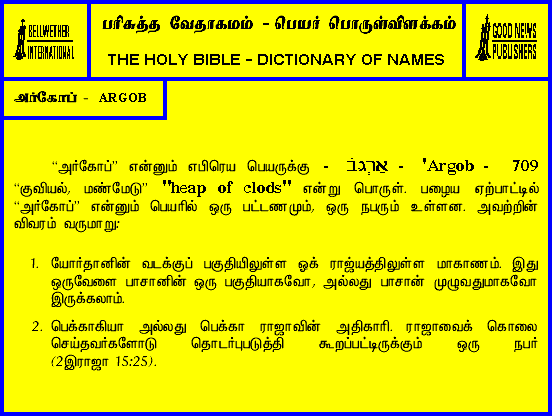 BELLWETHER
INTERNATIONAL
பரிசுத்த வேதாகமம் - பெயர் பொருள்விளக்கம்
THE HOLY BIBLE - DICTIONARY OF NAMES
GOOD NEWS
PUBLISHERS
அர்கோப் - ARGOB
“அர்கோப்” என்னும் எபிரெய பெயருக்கு - אַרְגֹּב - 'Argob - 709
“குவியல், மண்மேடு” "heap of clods" என்று பொருள். பழைய ஏற்பாட்டில்
“அர்கோப்” என்னும் பெயரில் ஒரு பட்டணமும், ஒரு நபரும் உள்ளன. அவற்றின்
விவரம் வருமாறு:
1. யோர்தானின் வடக்குப் பகுதியிலுள்ள ஓக் ராஜ்யத்திலுள்ள மாகாணம். இது
ஒருவேளை பாசானின் ஒரு பகுதியாகவோ, அல்லது பாசான் முழுவதுமாகவோ
இருக்கலாம்.
2. பெக்காகியா அல்லது பெக்கா ராஜாவின் அதிகாரி. ராஜாவைக் கொலை
செய்தவர்களோடு தொடர்புபடுத்தி கூறப்பட்டிருக்கும் ஒரு நபர்
(2இராஜா 15:25).